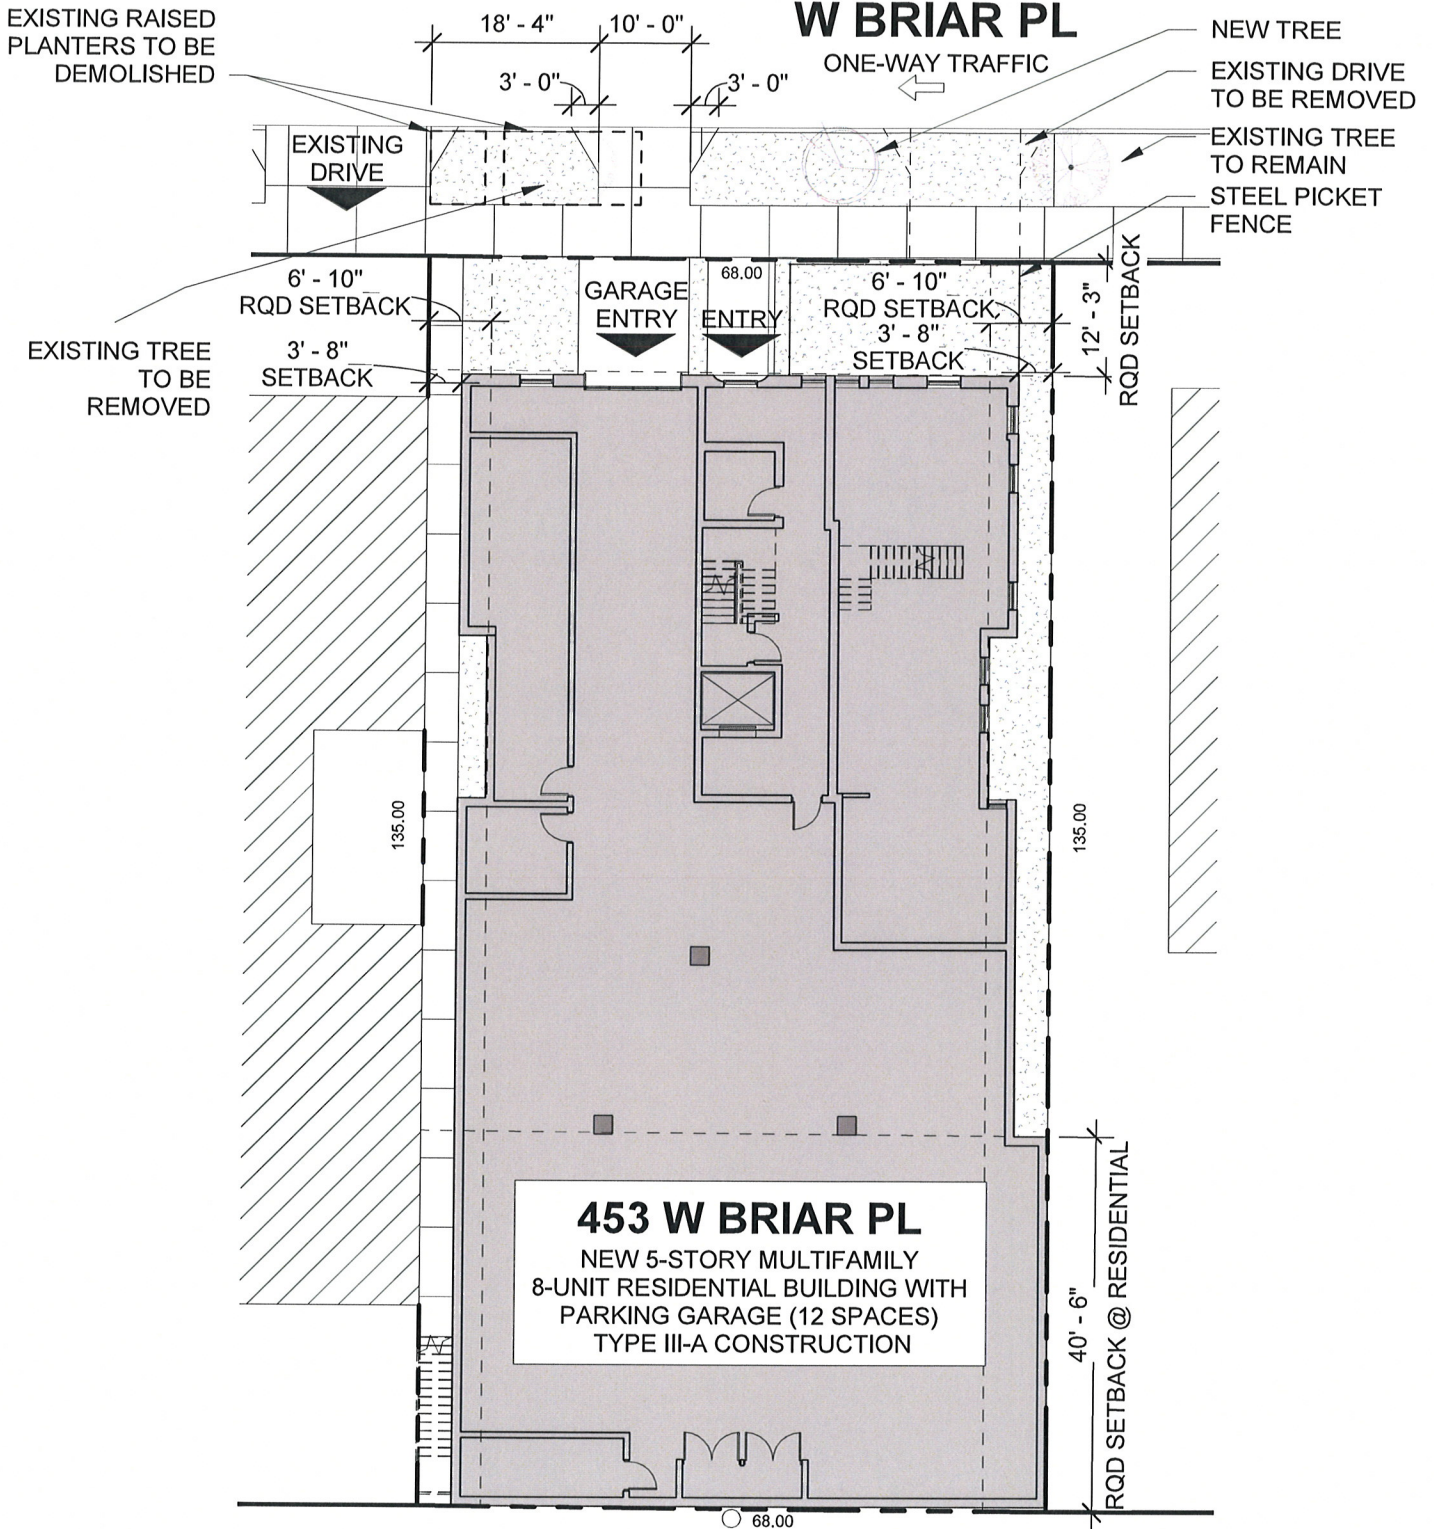 EXISTING RAISED
PLANTERS TO BE
DEMOLISHED
18' - 4"
10' - 0"
W BRIAR PL
ONE-WAY TRAFFIC
NEW TREE
3' - 0"
3' - 0"
EXISTING DRIVE
TO BE REMOVED
EXISTING
DRIVE
EXISTING TREE
TO REMAIN
STEEL PICKET
FENCE
6' - 10"
RQD SETBACK
GARAGE
ENTRY
68.00
ENTRY
6' - 10"
RQD SETBACK
12' - 3"
RQD SETBACK
3' - 8"
SETBACK
3' - 8"
SETBACK
EXISTING TREE
TO BE
REMOVED
135.00
135.00
453 W BRIAR PL
NEW 5-STORY MULTIFAMILY
8-UNIT RESIDENTIAL BUILDING WITH
PARKING GARAGE (12 SPACES)
TYPE III-A CONSTRUCTION
40' - 6"
RQD SETBACK @ RESIDENTIAL
68.00